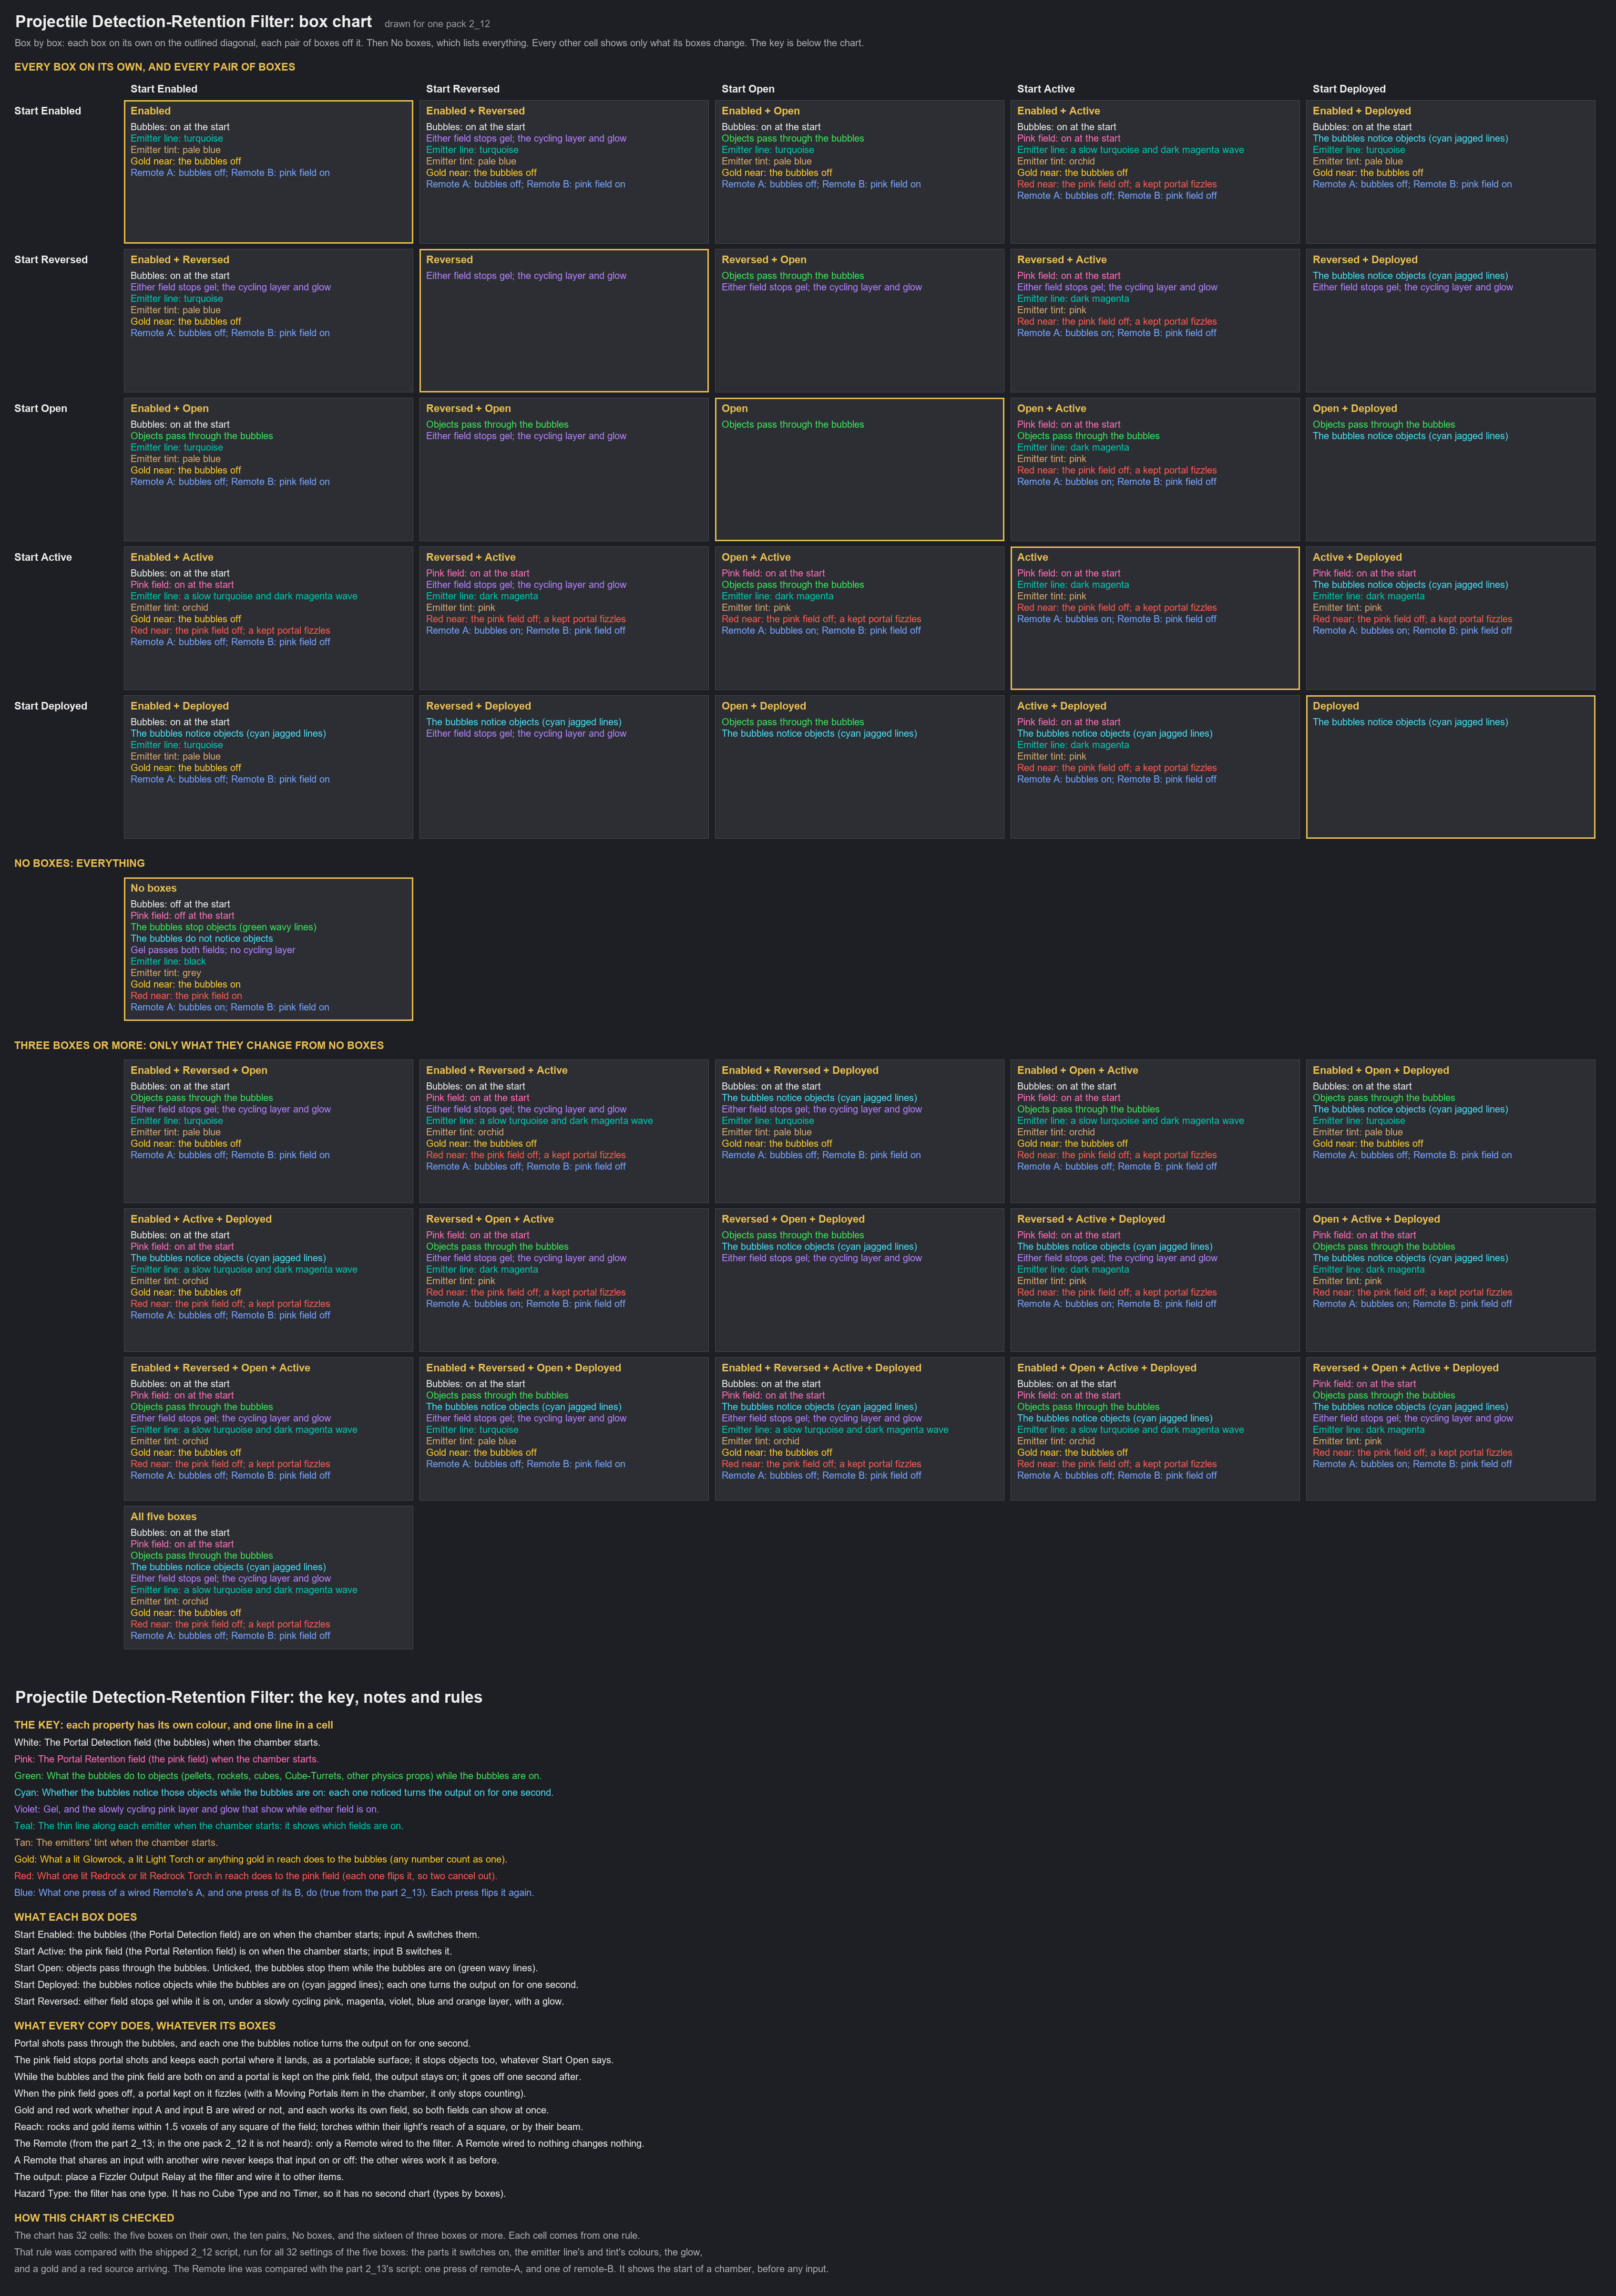 Projectile Detection-Retention Filter: box chart drawn for one pack 2_12
Box by box: each box on its own on the outlined diagonal, each pair of boxes off it. Then No boxes, which lists everything. Every other cell shows only what its boxes change. The key is below the chart.
EVERY BOX ON ITS OWN, AND EVERY PAIR OF BOXES
Start Enabled
Start Reversed
Start Open
Start Active
Start Deployed
Start Enabled
Enabled
Bubbles: on at the start
Emitter line: turquoise
Emitter tint: pale blue
Gold near: the bubbles off
Remote A: bubbles off; Remote B: pink field on
Enabled + Reversed
Bubbles: on at the start
Either field stops gel; the cycling layer and glow
Emitter line: turquoise
Emitter tint: pale blue
Gold near: the bubbles off
Remote A: bubbles off; Remote B: pink field on
Enabled + Open
Bubbles: on at the start
Objects pass through the bubbles
Emitter line: turquoise
Emitter tint: pale blue
Gold near: the bubbles off
Remote A: bubbles off; Remote B: pink field on
Enabled + Active
Bubbles: on at the start
Pink field: on at the start
Emitter line: a slow turquoise and dark magenta wave
Emitter tint: orchid
Gold near: the bubbles off
Red near: the pink field off; a kept portal fizzles
Remote A: bubbles off; Remote B: pink field off
Enabled + Deployed
Bubbles: on at the start
The bubbles notice objects (cyan jagged lines)
Emitter line: turquoise
Emitter tint: pale blue
Gold near: the bubbles off
Remote A: bubbles off; Remote B: pink field on
Start Reversed
Enabled + Reversed
Bubbles: on at the start
Either field stops gel; the cycling layer and glow
Emitter line: turquoise
Emitter tint: pale blue
Gold near: the bubbles off
Remote A: bubbles off; Remote B: pink field on
Reversed
Either field stops gel; the cycling layer and glow
Reversed + Open
Objects pass through the bubbles
Either field stops gel; the cycling layer and glow
Reversed + Active
Pink field: on at the start
Either field stops gel; the cycling layer and glow
Emitter line: dark magenta
Emitter tint: pink
Red near: the pink field off; a kept portal fizzles
Remote A: bubbles on; Remote B: pink field off
Reversed + Deployed
The bubbles notice objects (cyan jagged lines)
Either field stops gel; the cycling layer and glow
Start Open
Enabled + Open
Bubbles: on at the start
Objects pass through the bubbles
Emitter line: turquoise
Emitter tint: pale blue
Gold near: the bubbles off
Remote A: bubbles off; Remote B: pink field on
Reversed + Open
Objects pass through the bubbles
Either field stops gel; the cycling layer and glow
Open
Objects pass through the bubbles
Open + Active
Pink field: on at the start
Objects pass through the bubbles
Emitter line: dark magenta
Emitter tint: pink
Red near: the pink field off; a kept portal fizzles
Remote A: bubbles on; Remote B: pink field off
Open + Deployed
Objects pass through the bubbles
The bubbles notice objects (cyan jagged lines)
Start Active
Enabled + Active
Bubbles: on at the start
Pink field: on at the start
Emitter line: a slow turquoise and dark magenta wave
Emitter tint: orchid
Gold near: the bubbles off
Red near: the pink field off; a kept portal fizzles
Remote A: bubbles off; Remote B: pink field off
Reversed + Active
Pink field: on at the start
Either field stops gel; the cycling layer and glow
Emitter line: dark magenta
Emitter tint: pink
Red near: the pink field off; a kept portal fizzles
Remote A: bubbles on; Remote B: pink field off
Open + Active
Pink field: on at the start
Objects pass through the bubbles
Emitter line: dark magenta
Emitter tint: pink
Red near: the pink field off; a kept portal fizzles
Remote A: bubbles on; Remote B: pink field off
Active
Pink field: on at the start
Emitter line: dark magenta
Emitter tint: pink
Red near: the pink field off; a kept portal fizzles
Remote A: bubbles on; Remote B: pink field off
Active + Deployed
Pink field: on at the start
The bubbles notice objects (cyan jagged lines)
Emitter line: dark magenta
Emitter tint: pink
Red near: the pink field off; a kept portal fizzles
Remote A: bubbles on; Remote B: pink field off
Start Deployed
Enabled + Deployed
Bubbles: on at the start
The bubbles notice objects (cyan jagged lines)
Emitter line: turquoise
Emitter tint: pale blue
Gold near: the bubbles off
Remote A: bubbles off; Remote B: pink field on
Reversed + Deployed
The bubbles notice objects (cyan jagged lines)
Either field stops gel; the cycling layer and glow
Open + Deployed
Objects pass through the bubbles
The bubbles notice objects (cyan jagged lines)
Active + Deployed
Pink field: on at the start
The bubbles notice objects (cyan jagged lines)
Emitter line: dark magenta
Emitter tint: pink
Red near: the pink field off; a kept portal fizzles
Remote A: bubbles on; Remote B: pink field off
Deployed
The bubbles notice objects (cyan jagged lines)
NO BOXES: EVERYTHING
No boxes
Bubbles: off at the start
Pink field: off at the start
The bubbles stop objects (green wavy lines)
The bubbles do not notice objects
Gel passes both fields; no cycling layer
Emitter line: black
Emitter tint: grey
Gold near: the bubbles on
Red near: the pink field on
Remote A: bubbles on; Remote B: pink field on
THREE BOXES OR MORE: ONLY WHAT THEY CHANGE FROM NO BOXES
Enabled + Reversed + Open
Bubbles: on at the start
Objects pass through the bubbles
Either field stops gel; the cycling layer and glow
Emitter line: turquoise
Emitter tint: pale blue
Gold near: the bubbles off
Remote A: bubbles off; Remote B: pink field on
Enabled + Reversed + Active
Bubbles: on at the start
Pink field: on at the start
Either field stops gel; the cycling layer and glow
Emitter line: a slow turquoise and dark magenta wave
Emitter tint: orchid
Gold near: the bubbles off
Red near: the pink field off; a kept portal fizzles
Remote A: bubbles off; Remote B: pink field off
Enabled + Reversed + Deployed
Bubbles: on at the start
The bubbles notice objects (cyan jagged lines)
Either field stops gel; the cycling layer and glow
Emitter line: turquoise
Emitter tint: pale blue
Gold near: the bubbles off
Remote A: bubbles off; Remote B: pink field on
Enabled + Open + Active
Bubbles: on at the start
Pink field: on at the start
Objects pass through the bubbles
Emitter line: a slow turquoise and dark magenta wave
Emitter tint: orchid
Gold near: the bubbles off
Red near: the pink field off; a kept portal fizzles
Remote A: bubbles off; Remote B: pink field off
Enabled + Open + Deployed
Bubbles: on at the start
Objects pass through the bubbles
The bubbles notice objects (cyan jagged lines)
Emitter line: turquoise
Emitter tint: pale blue
Gold near: the bubbles off
Remote A: bubbles off; Remote B: pink field on
Enabled + Active + Deployed
Bubbles: on at the start
Pink field: on at the start
The bubbles notice objects (cyan jagged lines)
Emitter line: a slow turquoise and dark magenta wave
Emitter tint: orchid
Gold near: the bubbles off
Red near: the pink field off; a kept portal fizzles
Remote A: bubbles off; Remote B: pink field off
Reversed + Open + Active
Pink field: on at the start
Objects pass through the bubbles
Either field stops gel; the cycling layer and glow
Emitter line: dark magenta
Emitter tint: pink
Red near: the pink field off; a kept portal fizzles
Remote A: bubbles on; Remote B: pink field off
Reversed + Open + Deployed
Objects pass through the bubbles
The bubbles notice objects (cyan jagged lines)
Either field stops gel; the cycling layer and glow
Reversed + Active + Deployed
Pink field: on at the start
The bubbles notice objects (cyan jagged lines)
Either field stops gel; the cycling layer and glow
Emitter line: dark magenta
Emitter tint: pink
Red near: the pink field off; a kept portal fizzles
Remote A: bubbles on; Remote B: pink field off
Open + Active + Deployed
Pink field: on at the start
Objects pass through the bubbles
The bubbles notice objects (cyan jagged lines)
Emitter line: dark magenta
Emitter tint: pink
Red near: the pink field off; a kept portal fizzles
Remote A: bubbles on; Remote B: pink field off
Enabled + Reversed + Open + Active
Bubbles: on at the start
Pink field: on at the start
Objects pass through the bubbles
Either field stops gel; the cycling layer and glow
Emitter line: a slow turquoise and dark magenta wave
Emitter tint: orchid
Gold near: the bubbles off
Red near: the pink field off; a kept portal fizzles
Remote A: bubbles off; Remote B: pink field off
Enabled + Reversed + Open + Deployed
Bubbles: on at the start
Objects pass through the bubbles
The bubbles notice objects (cyan jagged lines)
Either field stops gel; the cycling layer and glow
Emitter line: turquoise
Emitter tint: pale blue
Gold near: the bubbles off
Remote A: bubbles off; Remote B: pink field on
Enabled + Reversed + Active + Deployed
Bubbles: on at the start
Pink field: on at the start
The bubbles notice objects (cyan jagged lines)
Either field stops gel; the cycling layer and glow
Emitter line: a slow turquoise and dark magenta wave
Emitter tint: orchid
Gold near: the bubbles off
Red near: the pink field off; a kept portal fizzles
Remote A: bubbles off; Remote B: pink field off
Enabled + Open + Active + Deployed
Bubbles: on at the start
Pink field: on at the start
Objects pass through the bubbles
The bubbles notice objects (cyan jagged lines)
Emitter line: a slow turquoise and dark magenta wave
Emitter tint: orchid
Gold near: the bubbles off
Red near: the pink field off; a kept portal fizzles
Remote A: bubbles off; Remote B: pink field off
Reversed + Open + Active + Deployed
Pink field: on at the start
Objects pass through the bubbles
The bubbles notice objects (cyan jagged lines)
Either field stops gel; the cycling layer and glow
Emitter line: dark magenta
Emitter tint: pink
Red near: the pink field off; a kept portal fizzles
Remote A: bubbles on; Remote B: pink field off
All five boxes
Bubbles: on at the start
Pink field: on at the start
Objects pass through the bubbles
The bubbles notice objects (cyan jagged lines)
Either field stops gel; the cycling layer and glow
Emitter line: a slow turquoise and dark magenta wave
Emitter tint: orchid
Gold near: the bubbles off
Red near: the pink field off; a kept portal fizzles
Remote A: bubbles off; Remote B: pink field off
Projectile Detection-Retention Filter: the key, notes and rules
THE KEY: each property has its own colour, and one line in a cell
White: The Portal Detection field (the bubbles) when the chamber starts.
Pink: The Portal Retention field (the pink field) when the chamber starts.
Green: What the bubbles do to objects (pellets, rockets, cubes, Cube-Turrets, other physics props) while the bubbles are on.
Cyan: Whether the bubbles notice those objects while the bubbles are on: each one noticed turns the output on for one second.
Violet: Gel, and the slowly cycling pink layer and glow that show while either field is on.
Teal: The thin line along each emitter when the chamber starts: it shows which fields are on.
Tan: The emitters' tint when the chamber starts.
Gold: What a lit Glowrock, a lit Light Torch or anything gold in reach does to the bubbles (any number count as one).
Red: What one lit Redrock or lit Redrock Torch in reach does to the pink field (each one flips it, so two cancel out).
Blue: What one press of a wired Remote's A, and one press of its B, do (true from the part 2_13). Each press flips it again.
WHAT EACH BOX DOES
Start Enabled: the bubbles (the Portal Detection field) are on when the chamber starts; input A switches them.
Start Active: the pink field (the Portal Retention field) is on when the chamber starts; input B switches it.
Start Open: objects pass through the bubbles. Unticked, the bubbles stop them while the bubbles are on (green wavy lines).
Start Deployed: the bubbles notice objects while the bubbles are on (cyan jagged lines); each one turns the output on for one second.
Start Reversed: either field stops gel while it is on, under a slowly cycling pink, magenta, violet, blue and orange layer, with a glow.
WHAT EVERY COPY DOES, WHATEVER ITS BOXES
Portal shots pass through the bubbles, and each one the bubbles notice turns the output on for one second.
The pink field stops portal shots and keeps each portal where it lands, as a portalable surface; it stops objects too, whatever Start Open says.
While the bubbles and the pink field are both on and a portal is kept on the pink field, the output stays on; it goes off one second after.
When the pink field goes off, a portal kept on it fizzles (with a Moving Portals item in the chamber, it only stops counting).
Gold and red work whether input A and input B are wired or not, and each works its own field, so both fields can show at once.
Reach: rocks and gold items within 1.5 voxels of any square of the field; torches within their light's reach of a square, or by their beam.
The Remote (from the part 2_13; in the one pack 2_12 it is not heard): only a Remote wired to the filter. A Remote wired to nothing changes nothing.
A Remote that shares an input with another wire never keeps that input on or off: the other wires work it as before.
The output: place a Fizzler Output Relay at the filter and wire it to other items.
Hazard Type: the filter has one type. It has no Cube Type and no Timer, so it has no second chart (types by boxes).
HOW THIS CHART IS CHECKED
The chart has 32 cells: the five boxes on their own, the ten pairs, No boxes, and the sixteen of three boxes or more. Each cell comes from one rule.
That rule was compared with the shipped 2_12 script, run for all 32 settings of the five boxes: the parts it switches on, the emitter line's and tint's colours, the glow,
and a gold and a red source arriving. The Remote line was compared with the part 2_13's script: one press of remote-A, and one of remote-B. It shows the start of a chamber, before any input.